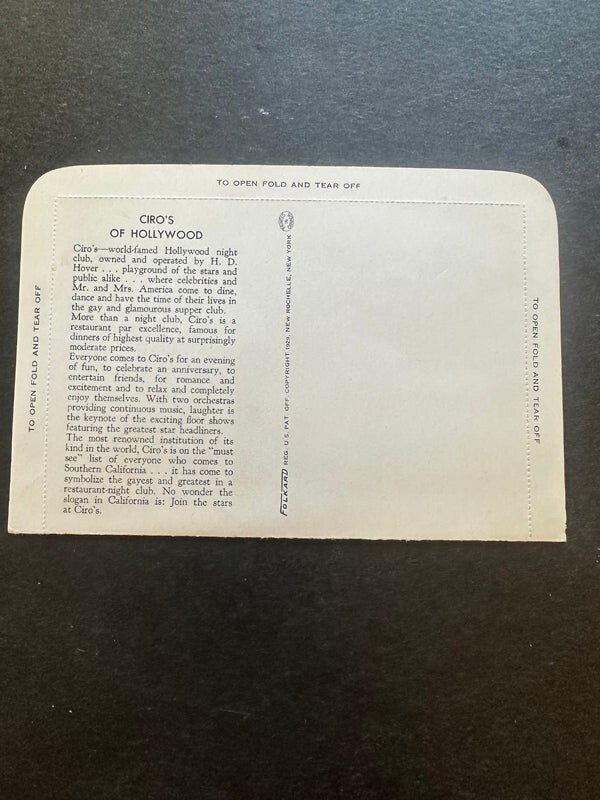 TO OPEN FOLD AND TEAR OFF
CIRO'S
OF HOLLYWOOD
Ciro's—world-famed Hollywood night
club, owned and operated by H. D.
Hover . . . playground of the stars and
public alike . . . where celebrities and
Mr. and Mrs. America come to dine,
dance and have the time of their lives in
the gay and glamourous supper club.
More than a night club, Ciro's is a
restaurant par excellence, famous for
dinners of highest quality at surprisingly
moderate prices.
Everyone comes to Ciro's for an evening
of fun, to celebrate an anniversary, to
entertain friends, for romance and
excitement and to relax and completely
enjoy themselves. With two orchestras
providing continuous music, laughter is
the keynote of the exciting floor shows
featuring the greatest star headliners.
The most renowned institution of its
kind in the world, Ciro's is on the "must
see" list of everyone who comes to
Southern California . . . it has come to
symbolize the gayest and greatest in a
restaurant-night club. No wonder the
slogan in California is: Join the stars
at Ciro's.
TO OPEN FOLD AND TEAR OFF
FOLKARD REG. U.S. PAT. OFF. COPYRIGHT 1929, NEW ROCHELLE, NEW YORK
TO OPEN FOLD AND TEAR OFF